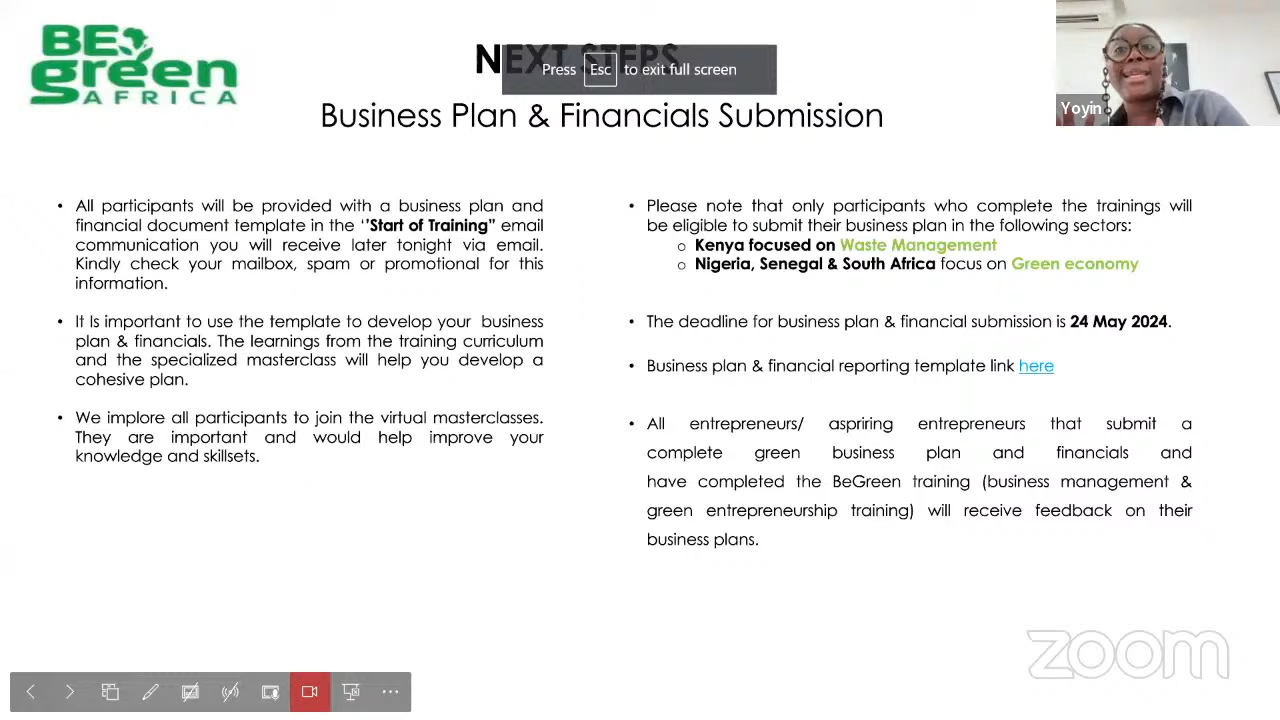 BE
green
AFRICA
NEXT STEPS
Press Esc to exit full screen
Business Plan & Financials Submission
Yoyin
• All participants will be provided with a business plan and
financial document template in the ‘’Start of Training” email
communication you will receive later tonight via email.
Kindly check your mailbox, spam or promotional for this
information.
• It Is important to use the template to develop your business
plan & financials. The learnings from the training curriculum
and the specialized masterclass will help you develop a
cohesive plan.
• We implore all participants to join the virtual masterclasses.
They are important and would help improve your
knowledge and skillsets.
• Please note that only participants who complete the trainings will
be eligible to submit their business plan in the following sectors:
o Kenya focused on Waste Management
o Nigeria, Senegal & South Africa focus on Green economy
• The deadline for business plan & financial submission is 24 May 2024.
• Business plan & financial reporting template link here
• All entrepreneurs/ aspiring entrepreneurs that submit a
complete green business plan and financials and
have completed the BeGreen training (business management &
green entrepreneurship training) will receive feedback on their
business plans.
zoom